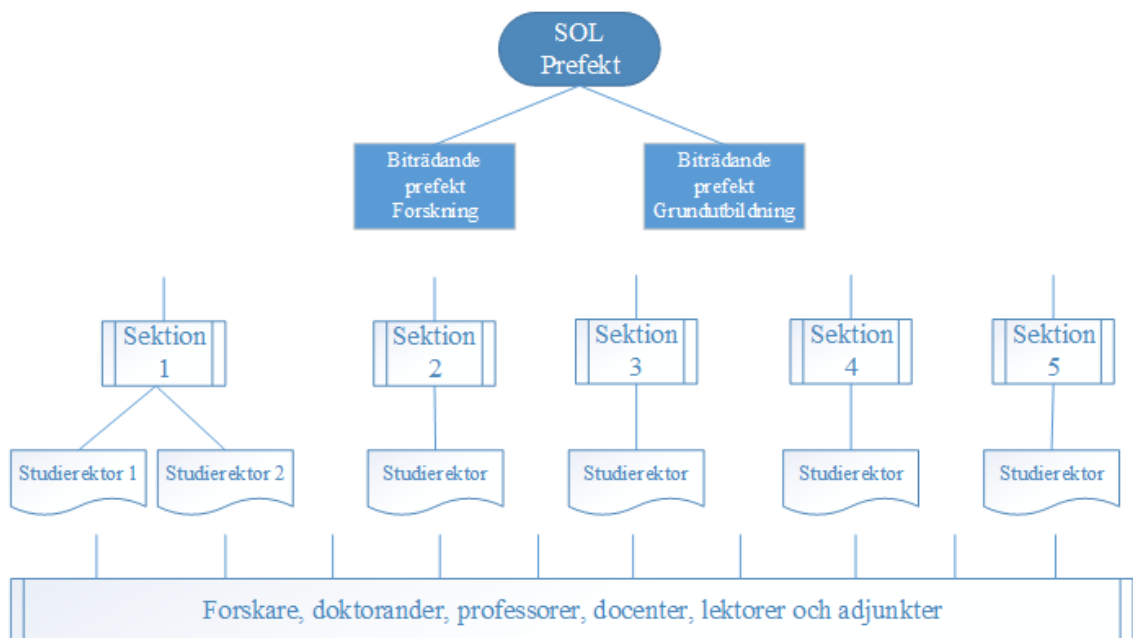 SOL
Prefekt
Biträdande
prefekt
Forskning
Biträdande
prefekt
Grundutbildning
Sektion
1
Sektion
2
Sektion
3
Sektion
4
Sektion
5
Studierektor 1
Studierektor 2
Studierektor
Studierektor
Studierektor
Studierektor
Forskare, doktorander, professorer, docenter, lektorer och adjunkter